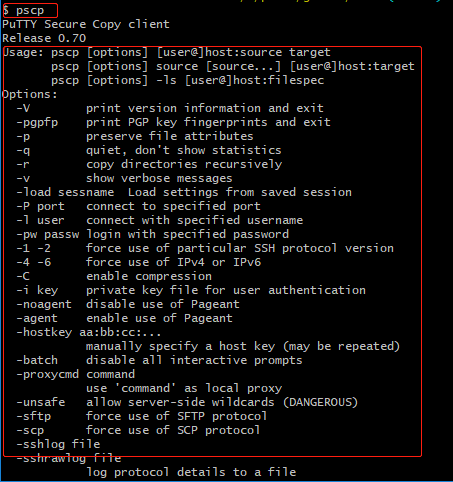 $ pscp
PuTTY Secure Copy client
Release 0.70
Usage: pscp [options] [user@]host:source target
       pscp [options] source [source...] [user@]host:target
       pscp [options] -ls [user@]host:filespec
Options:
  -V        print version information and exit
  -pgpfp    print PGP key fingerprints and exit
  -p        preserve file attributes
  -q        quiet, don't show statistics
  -r        copy directories recursively
  -v        show verbose messages
  -load sessname  Load settings from saved session
  -P port   connect to specified port
  -l user   connect with specified username
  -pw passw login with specified password
  -1 -2     force use of particular SSH protocol version
  -4 -6     force use of IPv4 or IPv6
  -C        enable compression
  -i key    private key file for user authentication
  -noagent  disable use of Pageant
  -agent    enable use of Pageant
  -hostkey aa:bb:cc:...
            manually specify a host key (may be repeated)
  -batch    disable all interactive prompts
  -proxycmd command
            use 'command' as local proxy
  -unsafe   allow server-side wildcards (DANGEROUS)
  -sftp     force use of SFTP protocol
  -scp      force use of SCP protocol
  -sshlog file
  -sshrawlog file
            log protocol details to a file